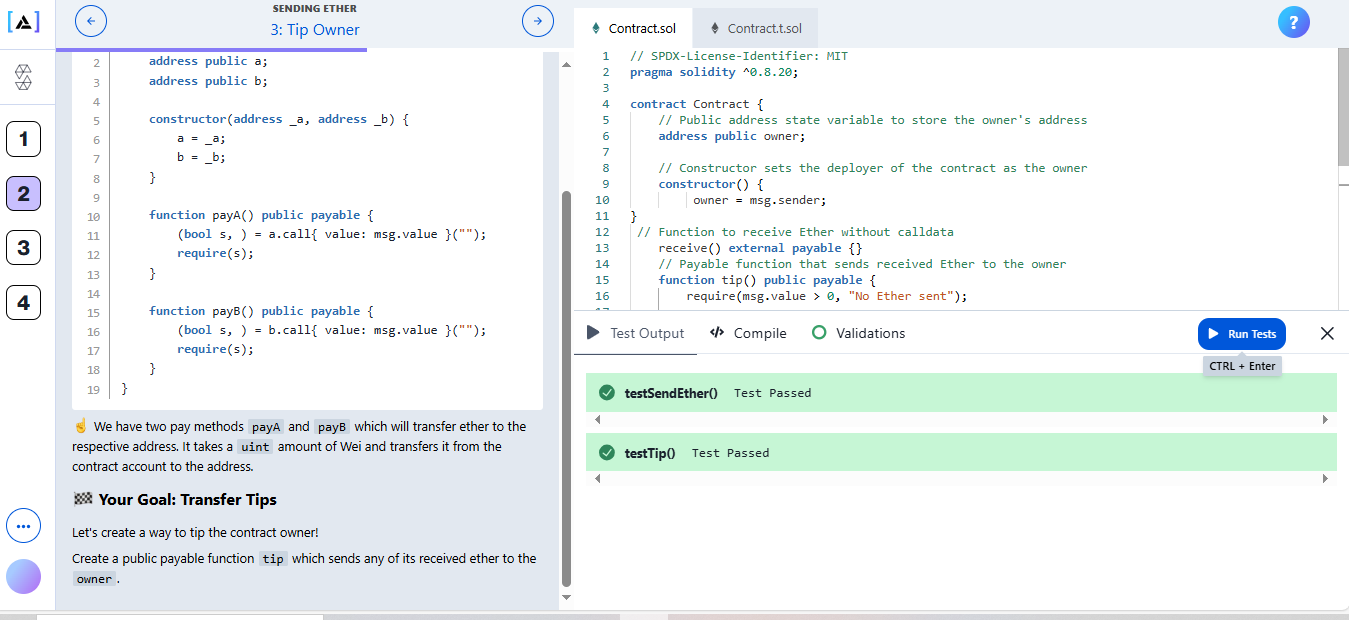 SENDING ETHER
3: Tip Owner
1
2
3
4
2 address public a;
3 address public b;
4
5 constructor(address _a, address _b) {
6 a = _a;
7 b = _b;
8 }
9
10 function payA() public payable {
11 (bool s, ) = a.call{ value: msg.value }("");
12 require(s);
13 }
14
15 function payB() public payable {
16 (bool s, ) = b.call{ value: msg.value }("");
17 require(s);
18 }
19 }
☝ We have two pay methods payA and payB which will transfer ether to the
respective address. It takes a uint amount of Wei and transfers it from the
contract account to the address.
🏁 Your Goal: Transfer Tips
Let's create a way to tip the contract owner!
Create a public payable function tip which sends any of its received ether to the
owner .
Contract.sol
Contract.t.sol
?
1 // SPDX-License-Identifier: MIT
2 pragma solidity ^0.8.20;
3
4 contract Contract {
5 // Public address state variable to store the owner's address
6 address public owner;
7
8 // Constructor sets the deployer of the contract as the owner
9 constructor() {
10 owner = msg.sender;
11 }
12 // Function to receive Ether without calldata
13 receive() external payable {}
14 // Payable function that sends received Ether to the owner
15 function tip() public payable {
16 require(msg.value > 0, "No Ether sent");
Test Output
Compile
Validations
Run Tests
CTRL + Enter
testSendEther() Test Passed
testTip() Test Passed